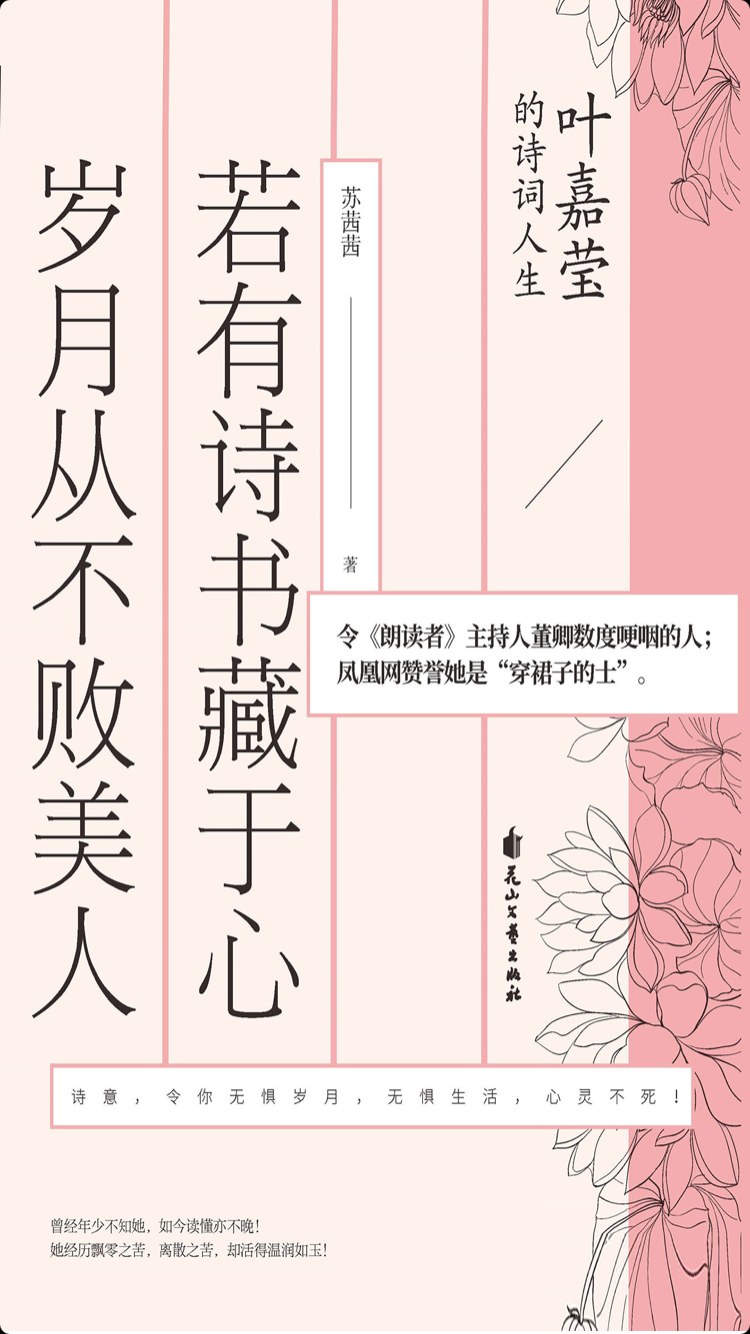 叶嘉莹
的诗词人生
若有诗书藏于心
岁月从不败美人
苏茜茜
著
令《朗读者》主持人董卿数度哽咽的人；
凤凰网赞誉她是“穿裙子的士”。
花山文艺出版社
诗意，令你无惧岁月，无惧生活，心灵不死！
曾经年少不知她，如今读懂亦不晚！
她经历飘零之苦，离散之苦，却活得温润如玉！